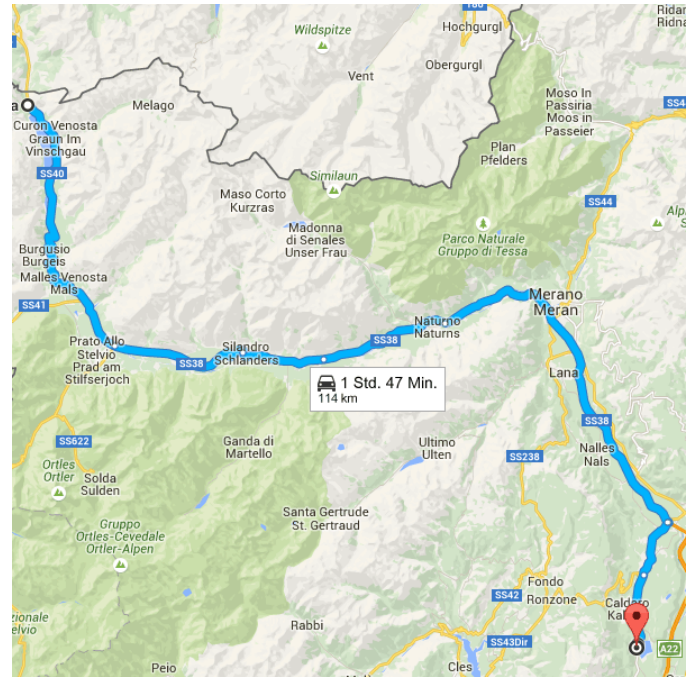 180
Wildspitze
Hochgurgl
Ridan
Ridna
Obergurgl
Vent
Melago
Moso In
Passiria
Moos in
Passeier
SS4
Curon Venosta
Graun Im
Vinschgau
Plan
Pfelders
SS40
Similaun
Maso Corto
Kurzras
SS44
Madonna
di Senales
Unser Frau
Parco Naturale
Gruppo di Tessa
Burgusio
Burgeis
Malles Venosta
Mals
SS41
Merano
Meran
Naturno
Naturns
SS38
Prato Allo
Stelvio
Prad am
Stilfserjoch
Silandro
Schlanders
SS38
1 Std. 47 Min.
114 km
Lana
SS38
SS622
Ganda di
Martello
Ultimo
Ulten
SS238
Nalles
Nals
Ortles
Ortler
Solda
Sulden
Santa Gertrude
St. Gertraud
Gruppo
Ortles-Cevedale
Ortler-Alpen
Fondo
Ronzone
SS42
Caldaro
Rabbi
SS43Dir
A22
Peio
Cles